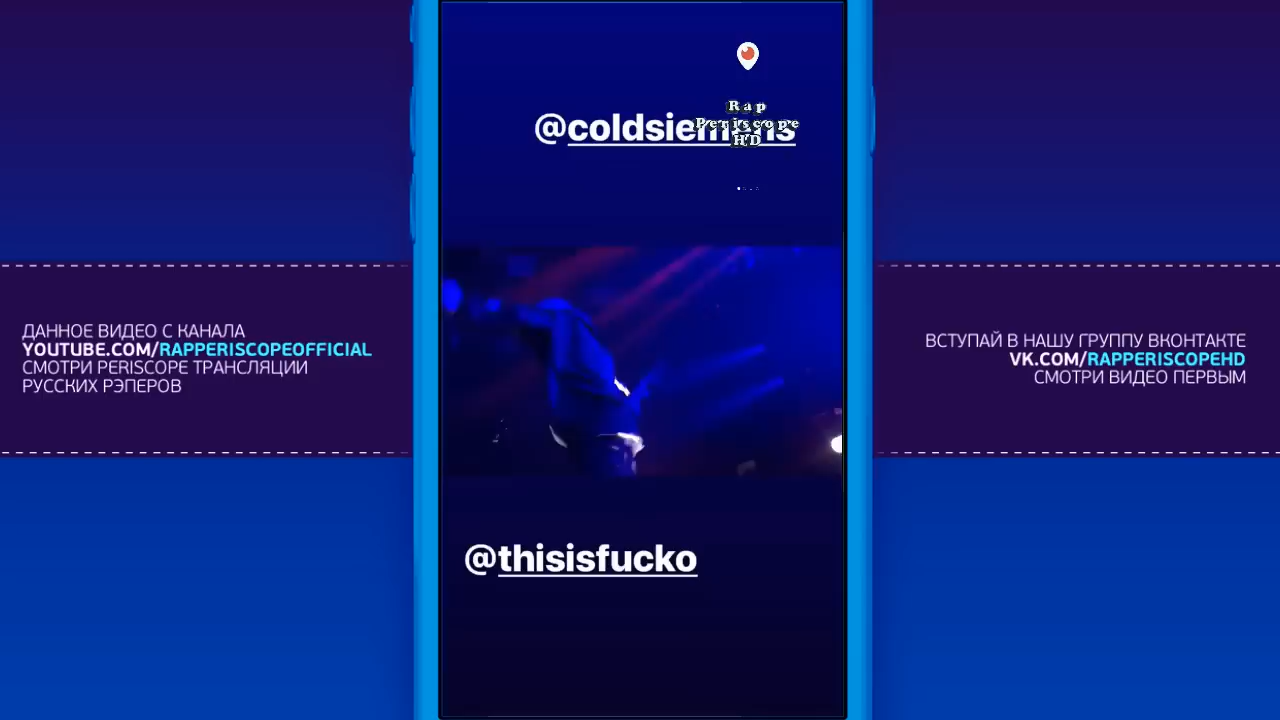 Rap
Periscope
HD
@coldsiemens
ДАННОЕ ВИДЕО С КАНАЛА
YOUTUBE.COM/RAPPERISCOPEOFFICIAL
СМОТРИ PERISCOPE ТРАНСЛЯЦИИ
РУССКИХ РЭПЕРОВ
ВСТУПАЙ В НАШУ ГРУППУ ВКОНТАКТЕ
VK.COM/RAPPERISCOPEHD
СМОТРИ ВИДЕО ПЕРВЫМ
@thisisfucko